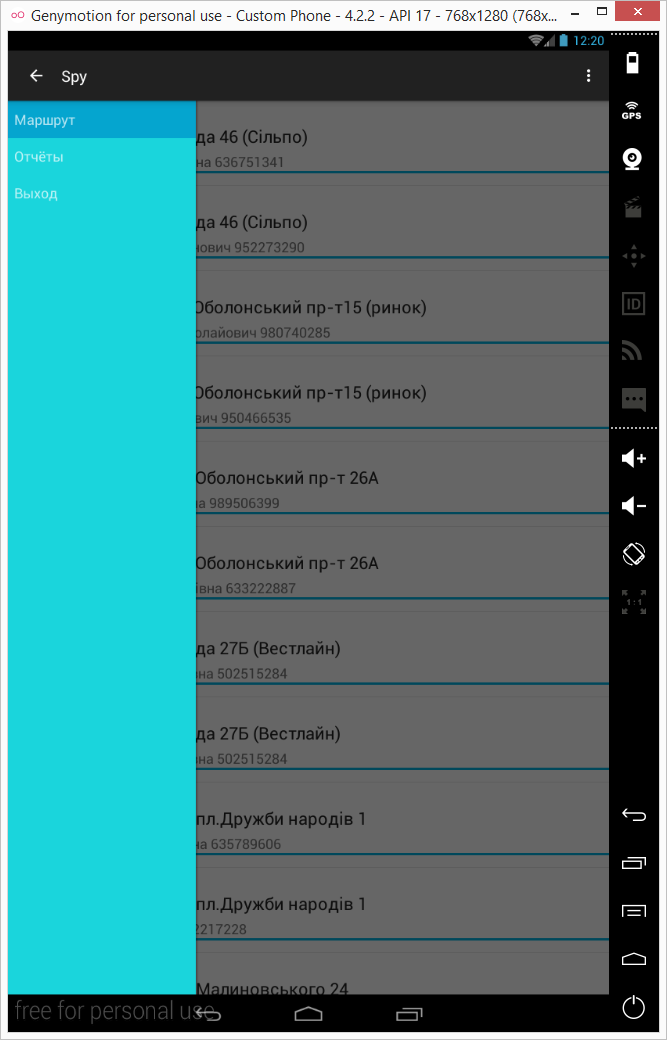 Genymotion for personal use - Custom Phone - 4.2.2 - API 17 - 768x1280 (768x...
12:20
Spy
GPS
Маршрут
Отчёты
Выход
да 46 (Сільпо)
на 636751341
да 46 (Сільпо)
нович 952273290
Оболонський пр-т15 (ринок)
олайович 980740285
Оболонський пр-т15 (ринок)
вич 950466535
Оболонський пр-т 26А
на 989506399
Оболонський пр-т 26А
ївна 633222887
да 27Б (Вестлайн)
вна 502515284
да 27Б (Вестлайн)
вна 502515284
пл.Дружби народів 1
на 635789606
пл.Дружби народів 1
2217228
Малиновського 24
ID
1:1
free for personal use